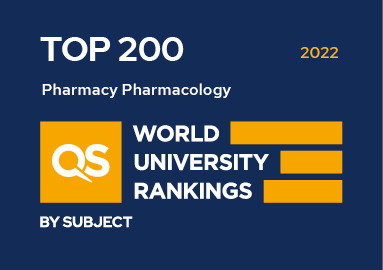 TOP 200
2022
Pharmacy Pharmacology
QS
WORLD
UNIVERSITY
RANKINGS
BY SUBJECT